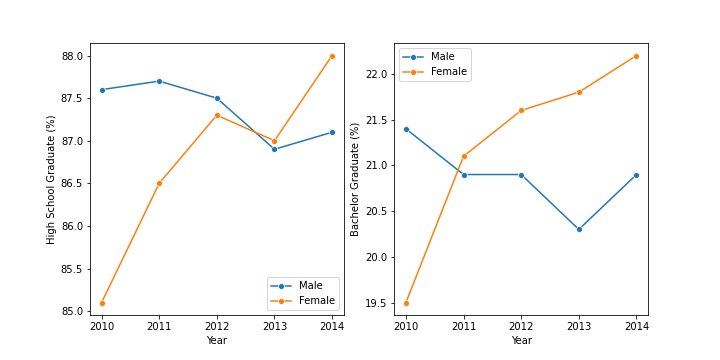 High School Graduate (%)
88.0
87.5
87.0
86.5
86.0
85.5
85.0
2010 2011 2012 2013 2014
Year
Male
Female
Bachelor Graduate (%)
22.0
21.5
21.0
20.5
20.0
19.5
2010 2011 2012 2013 2014
Year
Male
Female